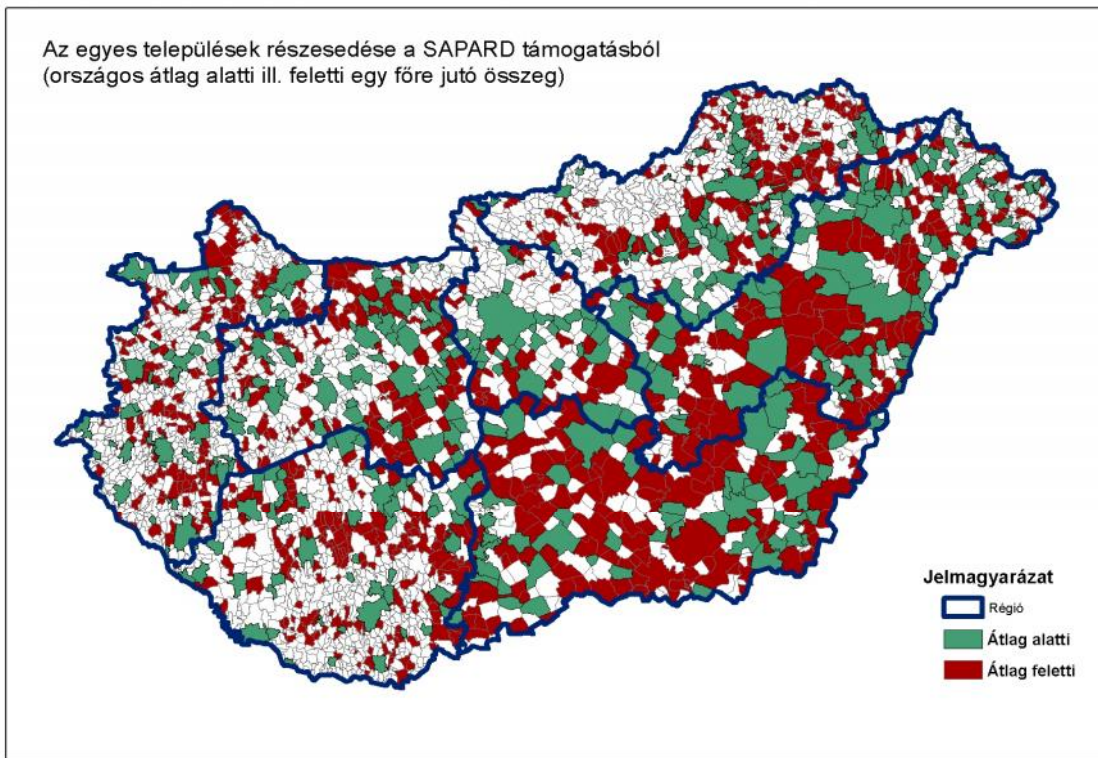 Az egyes települések részesedése a SAPARD támogatásból
(országos átlag alatti ill. feletti egy főre jutó összeg)
Jelmagyarázat
Régió
Átlag alatti
Átlag feletti